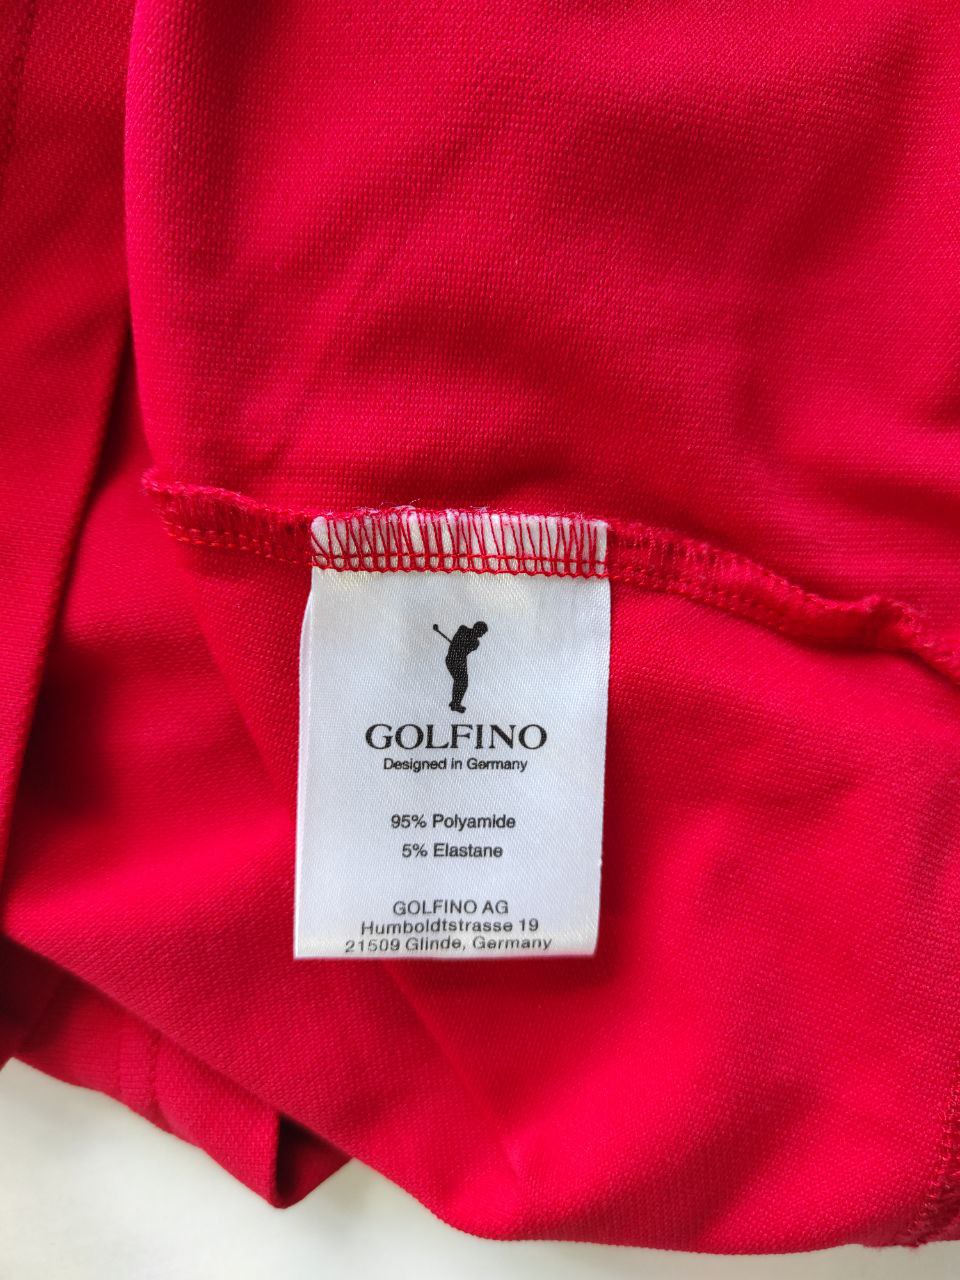 GOLFINO
Designed in Germany
95% Polyamide
5% Elastane
GOLFINO AG
Humboldtstrasse 19
21509 Glinde, Germany